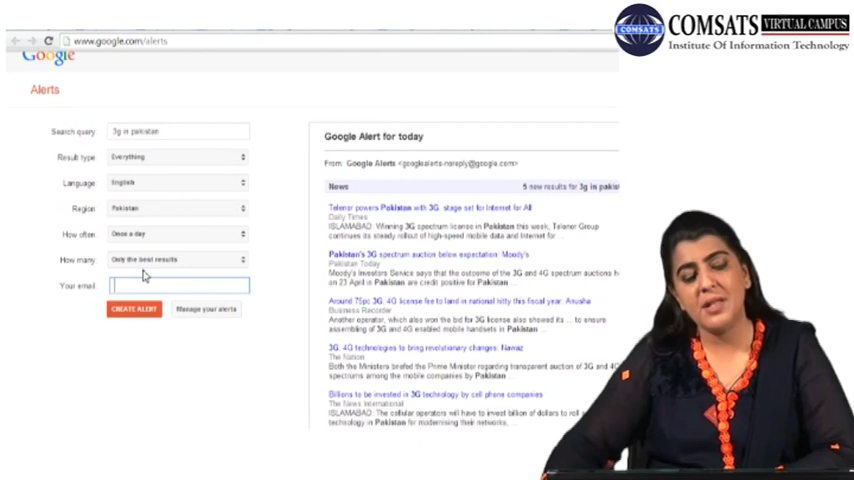 COMSATS
COMSATS VIRTUAL CAMPUS
Institute Of Information Technology
www.google.com/alerts
Google
Alerts
Search query 3g in pakistan
Result type Everything
Language English
Region Pakistan
How often Once a day
How many Only the best results
Your email
CREATE ALERT Manage your alerts
Google Alert for today
From: Google Alerts <googlealerts-noreply@google.com>
News 5 new results for 3g in pakist
Telenor powers Pakistan with 3G, stage set for Internet for All
Daily Times
ISLAMABAD: Winning 3G spectrum license in Pakistan this week, Telenor Group
continues its steady rollout of high-speed mobile data and Internet for ...
Pakistan's 3G spectrum auction below expectation: Moody's
Pakistan Today
Moody's Investors Service says that the outcome of the 3G and 4G spectrum auctions h
on 23 April in Pakistan are credit positive for Pakistan ...
Around 75pc 3G, 4G license fee to land in national kitty this fiscal year: Anusha
Business Recorder
Another operator, which also won the bid for 3G license also showed its ... to ensure
assembling of 3G and 4G enabled mobile handsets in Pakistan ...
3G, 4G technologies to bring revolutionary changes: Nawaz
The Nation
Both the Ministers briefed the Prime Minister regarding transparent auction of 3G and 4G
spectrums among the mobile companies by Pakistan ...
Billions to be invested in 3G technology by cell phone companies
The News International
ISLAMABAD: The cellular operators will have to invest billion of dollars to roll a
Pakistan for modernising their networks, ...